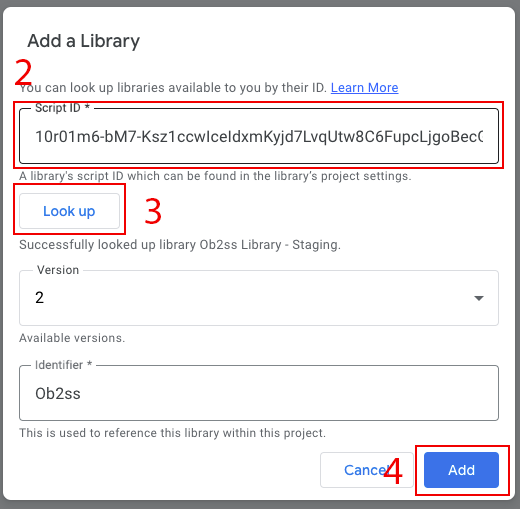 Add a Library
2
You can look up libraries available to you by their ID. Learn More
Script ID *
10r01m6-bM7-Ksz1ccwIceIdxmKyjd7LvqUtw8C6FupcLjgoBecC
A library's script ID which can be found in the library's project settings.
Look up
3
Successfully looked up library Ob2ss Library - Staging.
Version
2
Available versions.
Identifier *
Ob2ss
This is used to reference this library within this project.
Cancel
4
Add